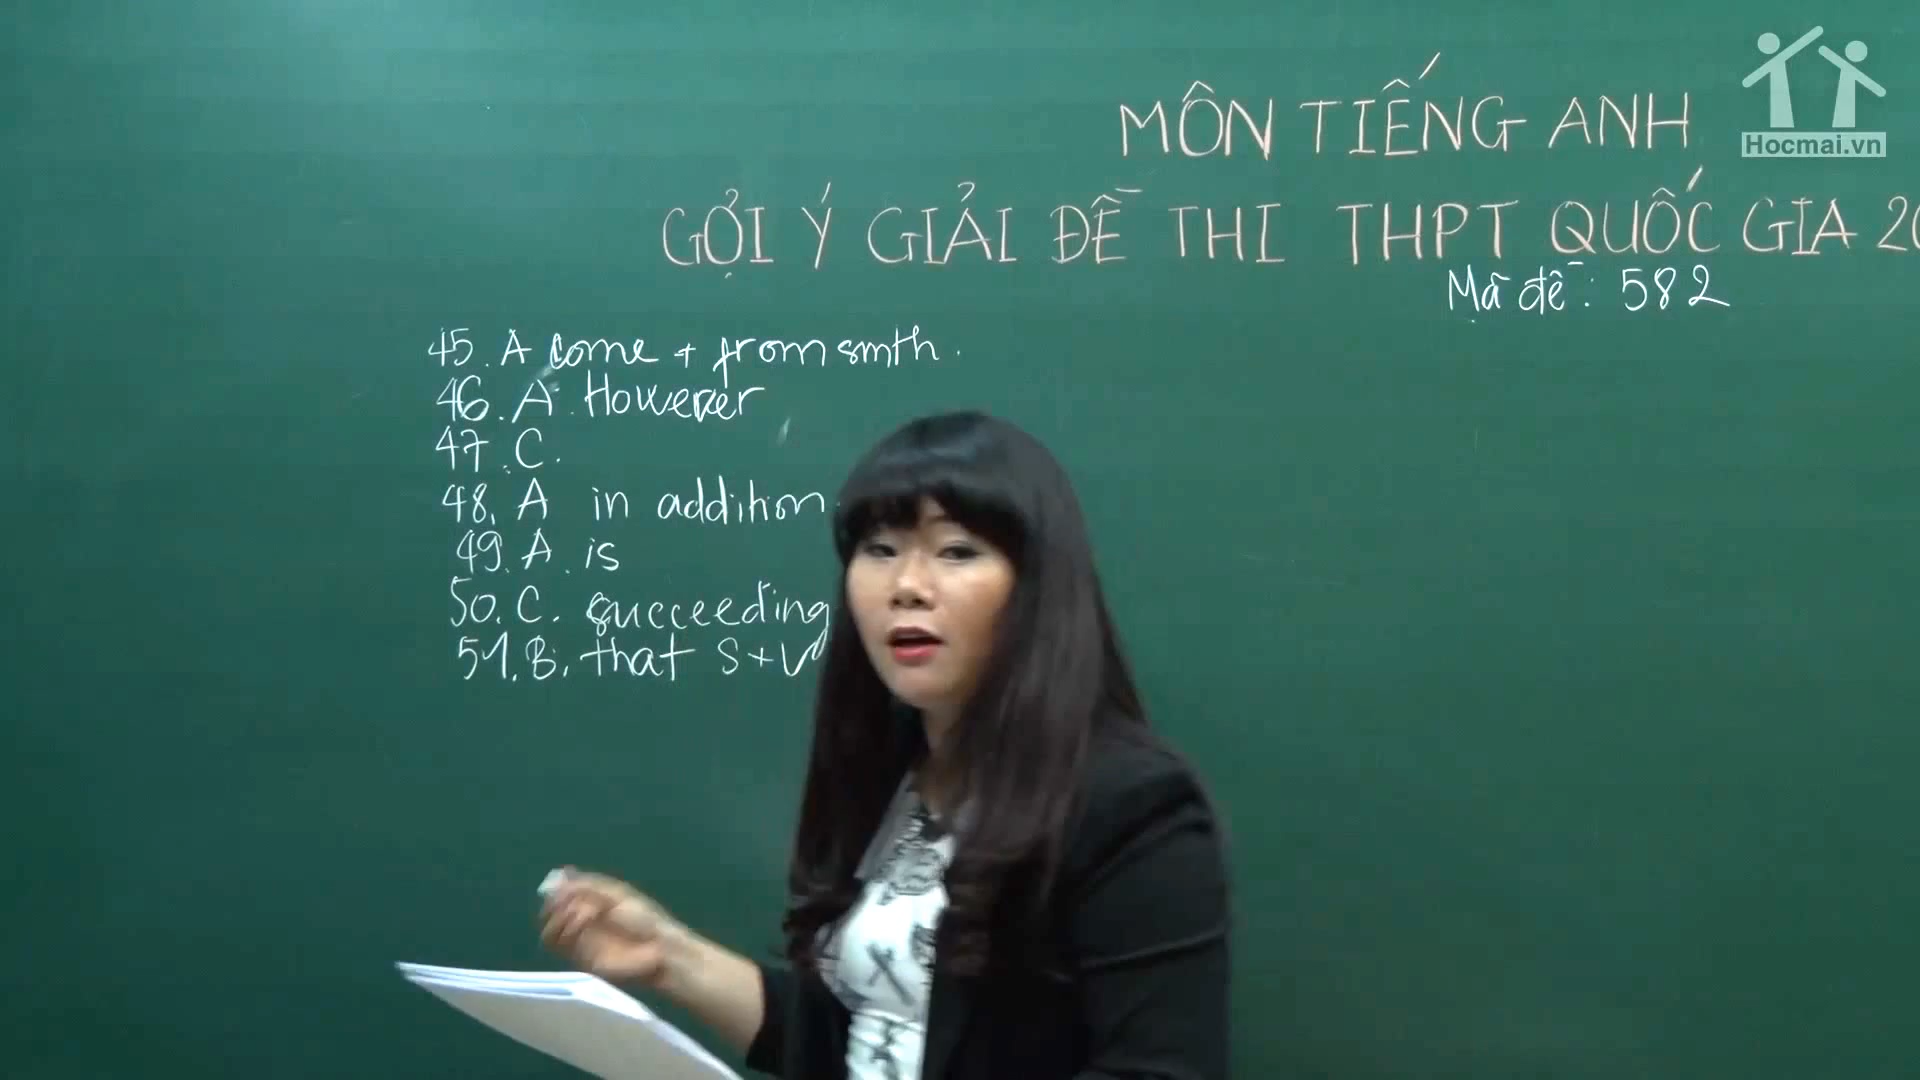 MÔN TIẾNG ANH
Hocmai.vn
GỢI Ý GIẢI ĐỀ THI THPT QUỐC GIA 20
Mã đề: 582
45. A come + from smth.
46. A. However
47. C.
48. A in addition
49. A. is
50. C. succeeding
51. B. that S+V